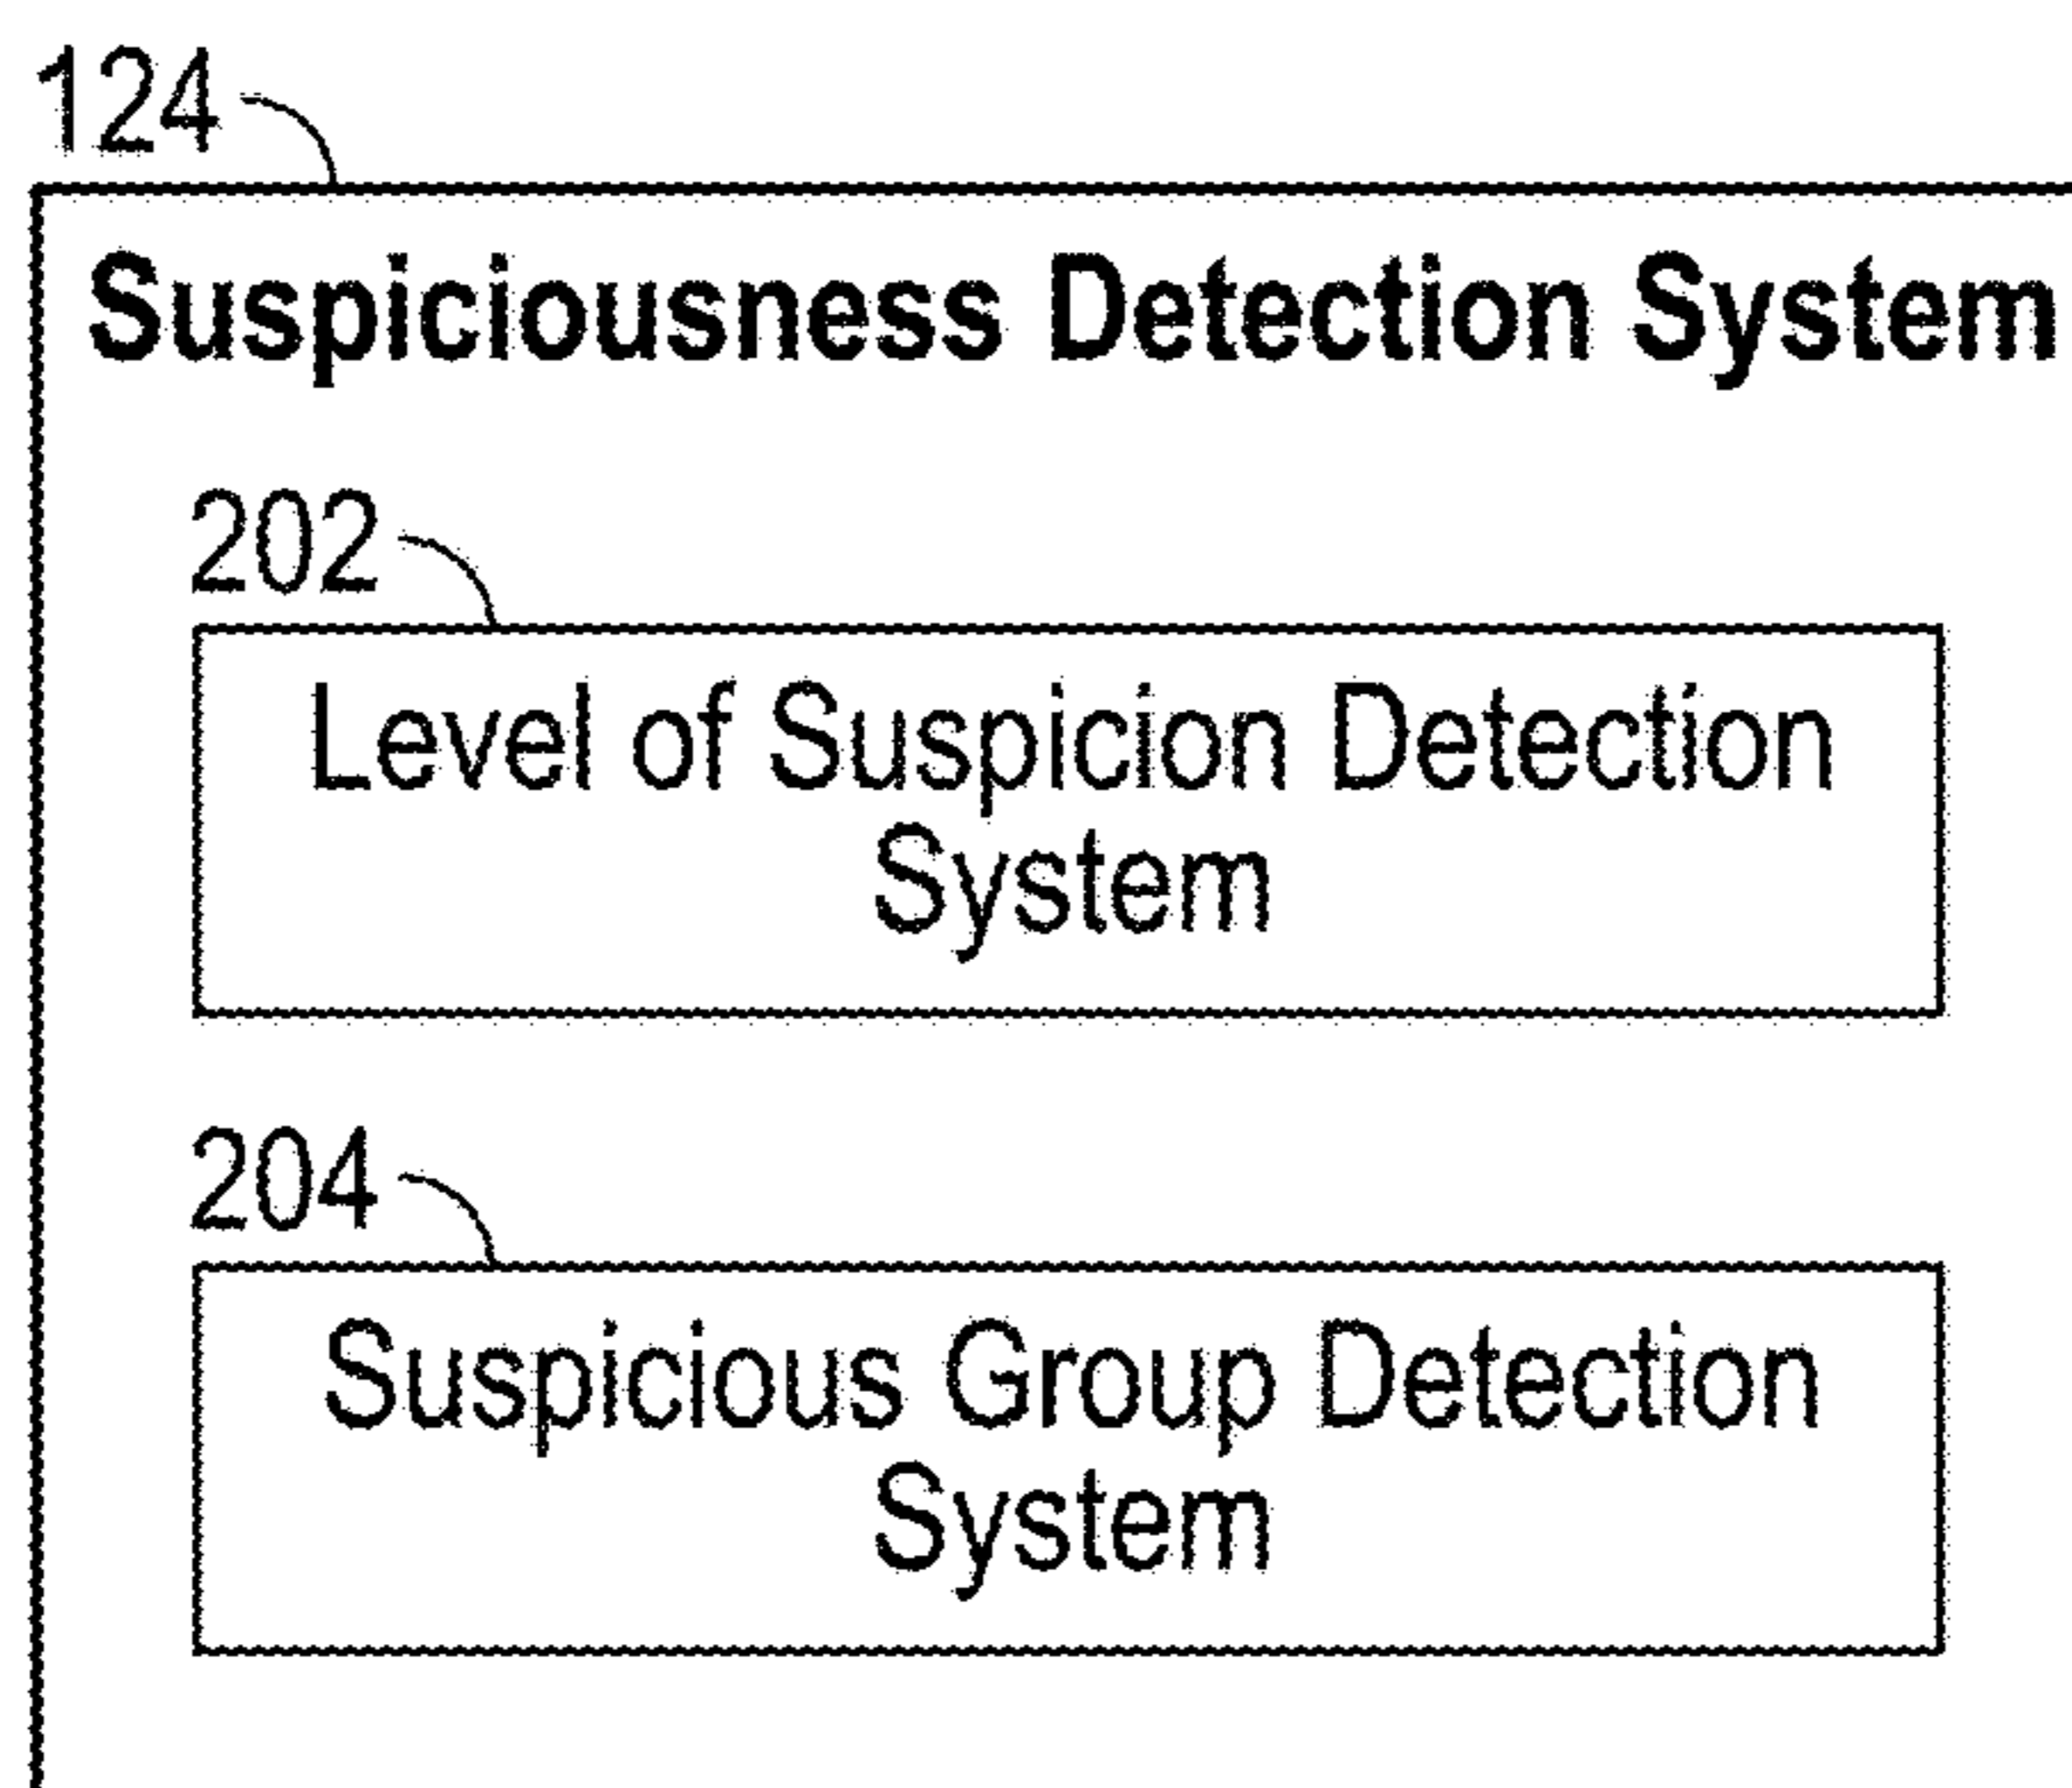 124
Suspiciousness Detection System
202
Level of Suspicion Detection
System
204
Suspicious Group Detection
System